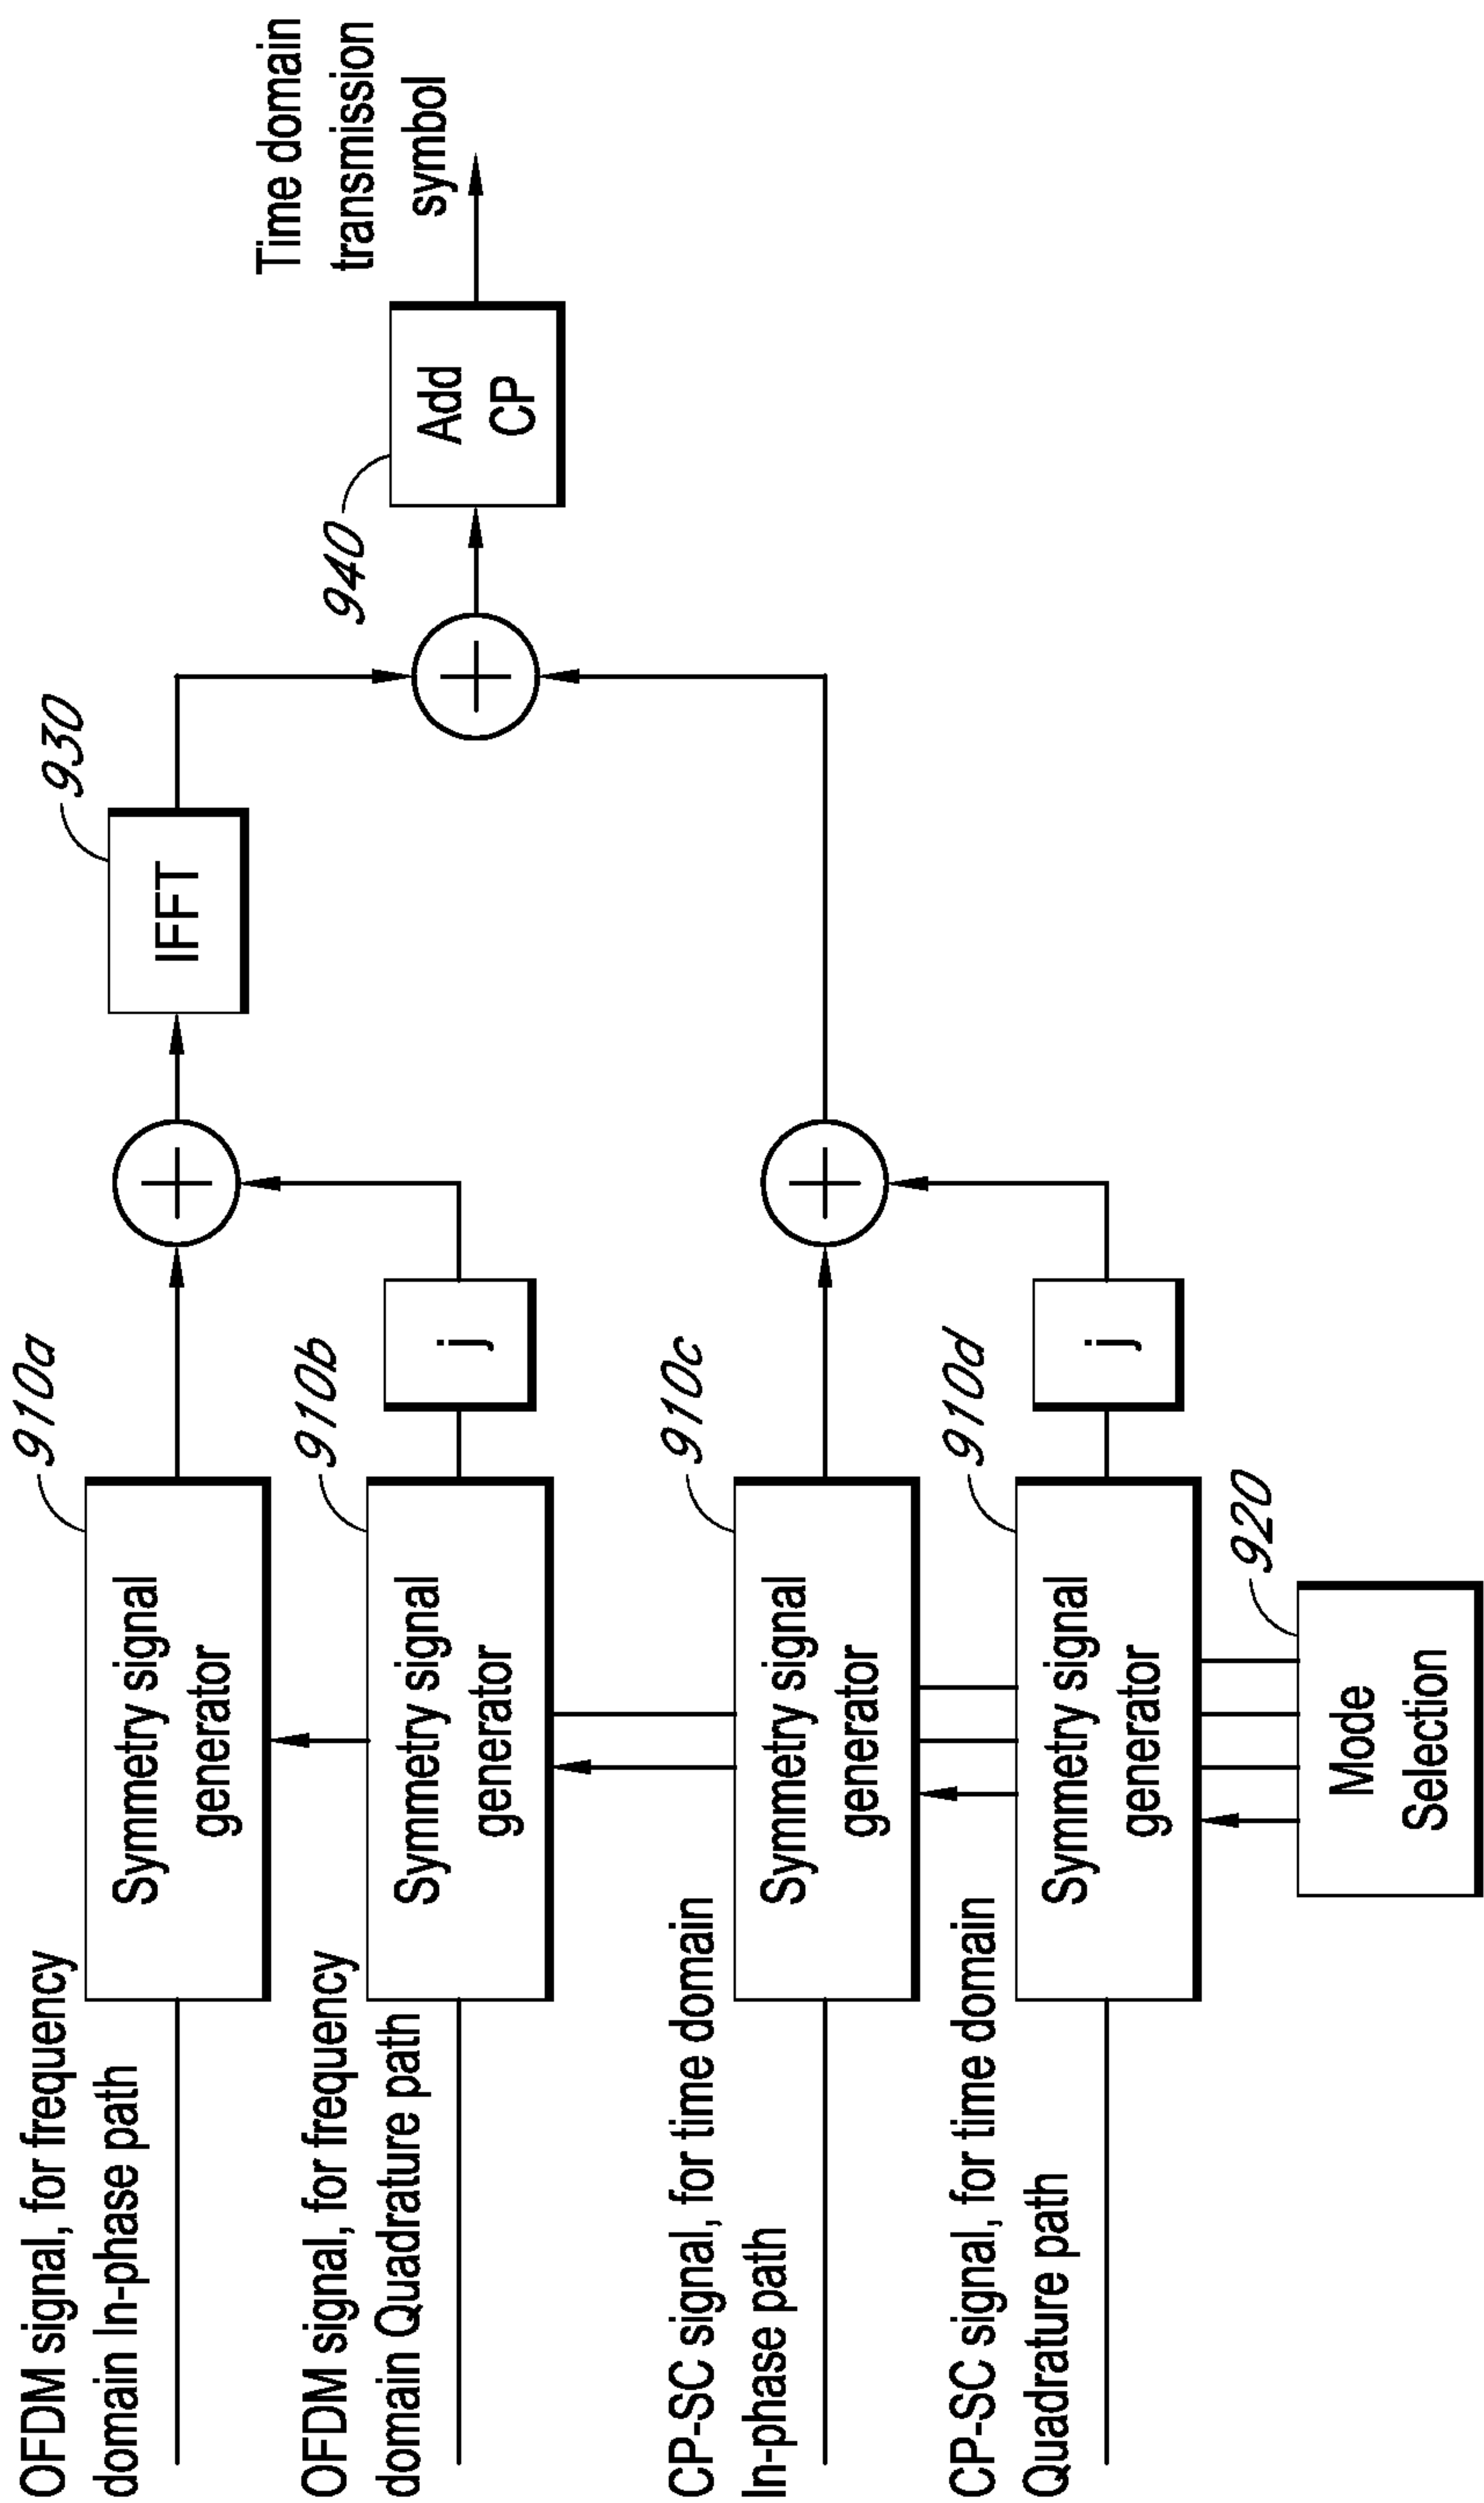 OFDM signal, for frequency
domain In-phase path
910a
Symmetry signal
generator
930
IFFT
OFDM signal, for frequency
domain Quadrature path
910b
Symmetry signal
generator
j
940
Add
CP
Time domain
transmission
symbol
CP-SC signal, for time domain
In-phase path
910c
Symmetry signal
generator
CP-SC signal, for time domain
Quadrature path
910d
Symmetry signal
generator
j
920
Mode
Selection